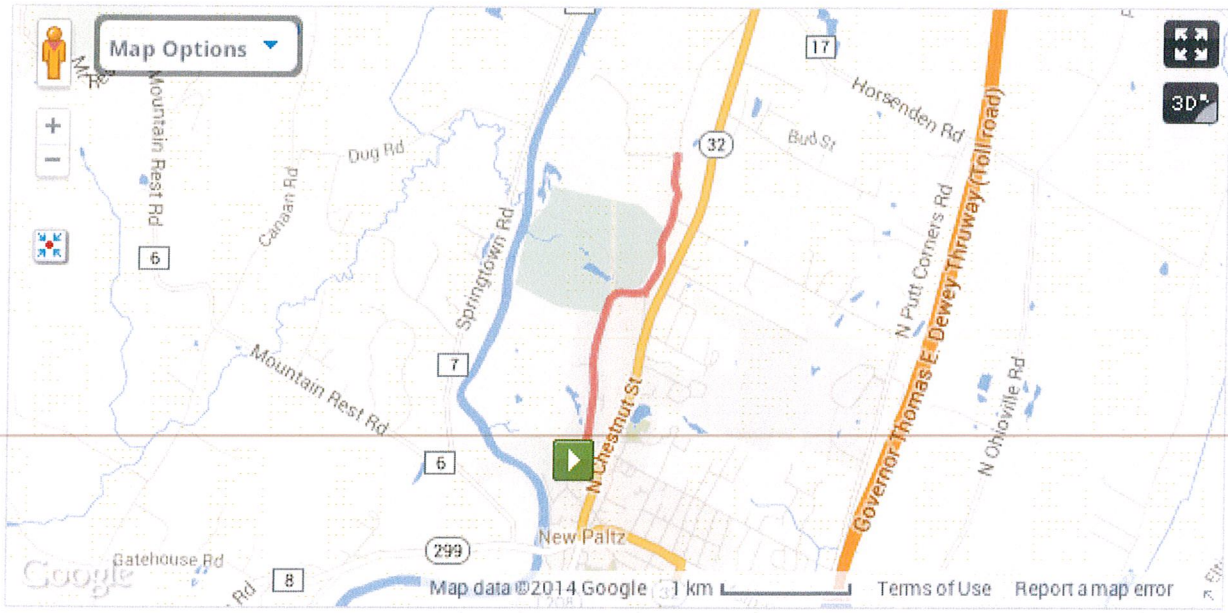 Map Options
17
Mountain Rest Rd
Horsenden Rd
32
Bud St
3D
Dug Rd
Canaan Rd
6
Springtown Rd
N Putt Corners Rd
Governor Thomas E. Dewey Thruway (Toll road)
7
Mountain Rest Rd
N Chestnut St
N Ohioville Rd
6
New Paltz
299
Gatehouse Rd
Google
8
Rd
Map data ©2014 Google
1 km
Terms of Use
Report a map error
208